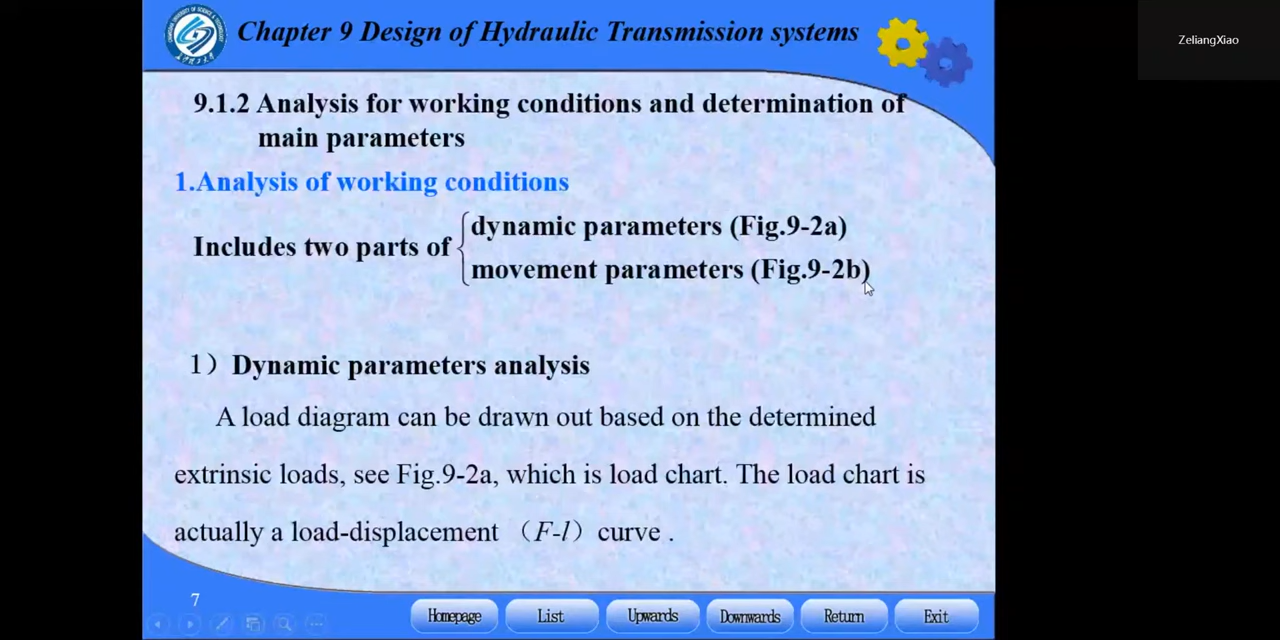 Chapter 9 Design of Hydraulic Transmission systems
ZeliangXiao
9.1.2 Analysis for working conditions and determination of
main parameters
1.Analysis of working conditions
Includes two parts of
dynamic parameters (Fig.9-2a)
movement parameters (Fig.9-2b)
1）Dynamic parameters analysis
A load diagram can be drawn out based on the determined
extrinsic loads, see Fig.9-2a, which is load chart. The load chart is
actually a load-displacement （F-l）curve .
7
Homepage
List
Upwards
Downwards
Return
Exit